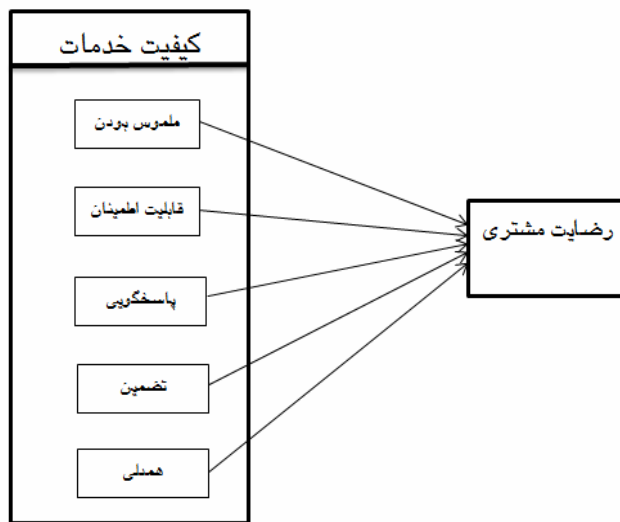 کیفیت خدمات
ملموس بودن
قابلیت اطمینان
رضایت مشتری
پاسخگویی
تضمین
همدلی